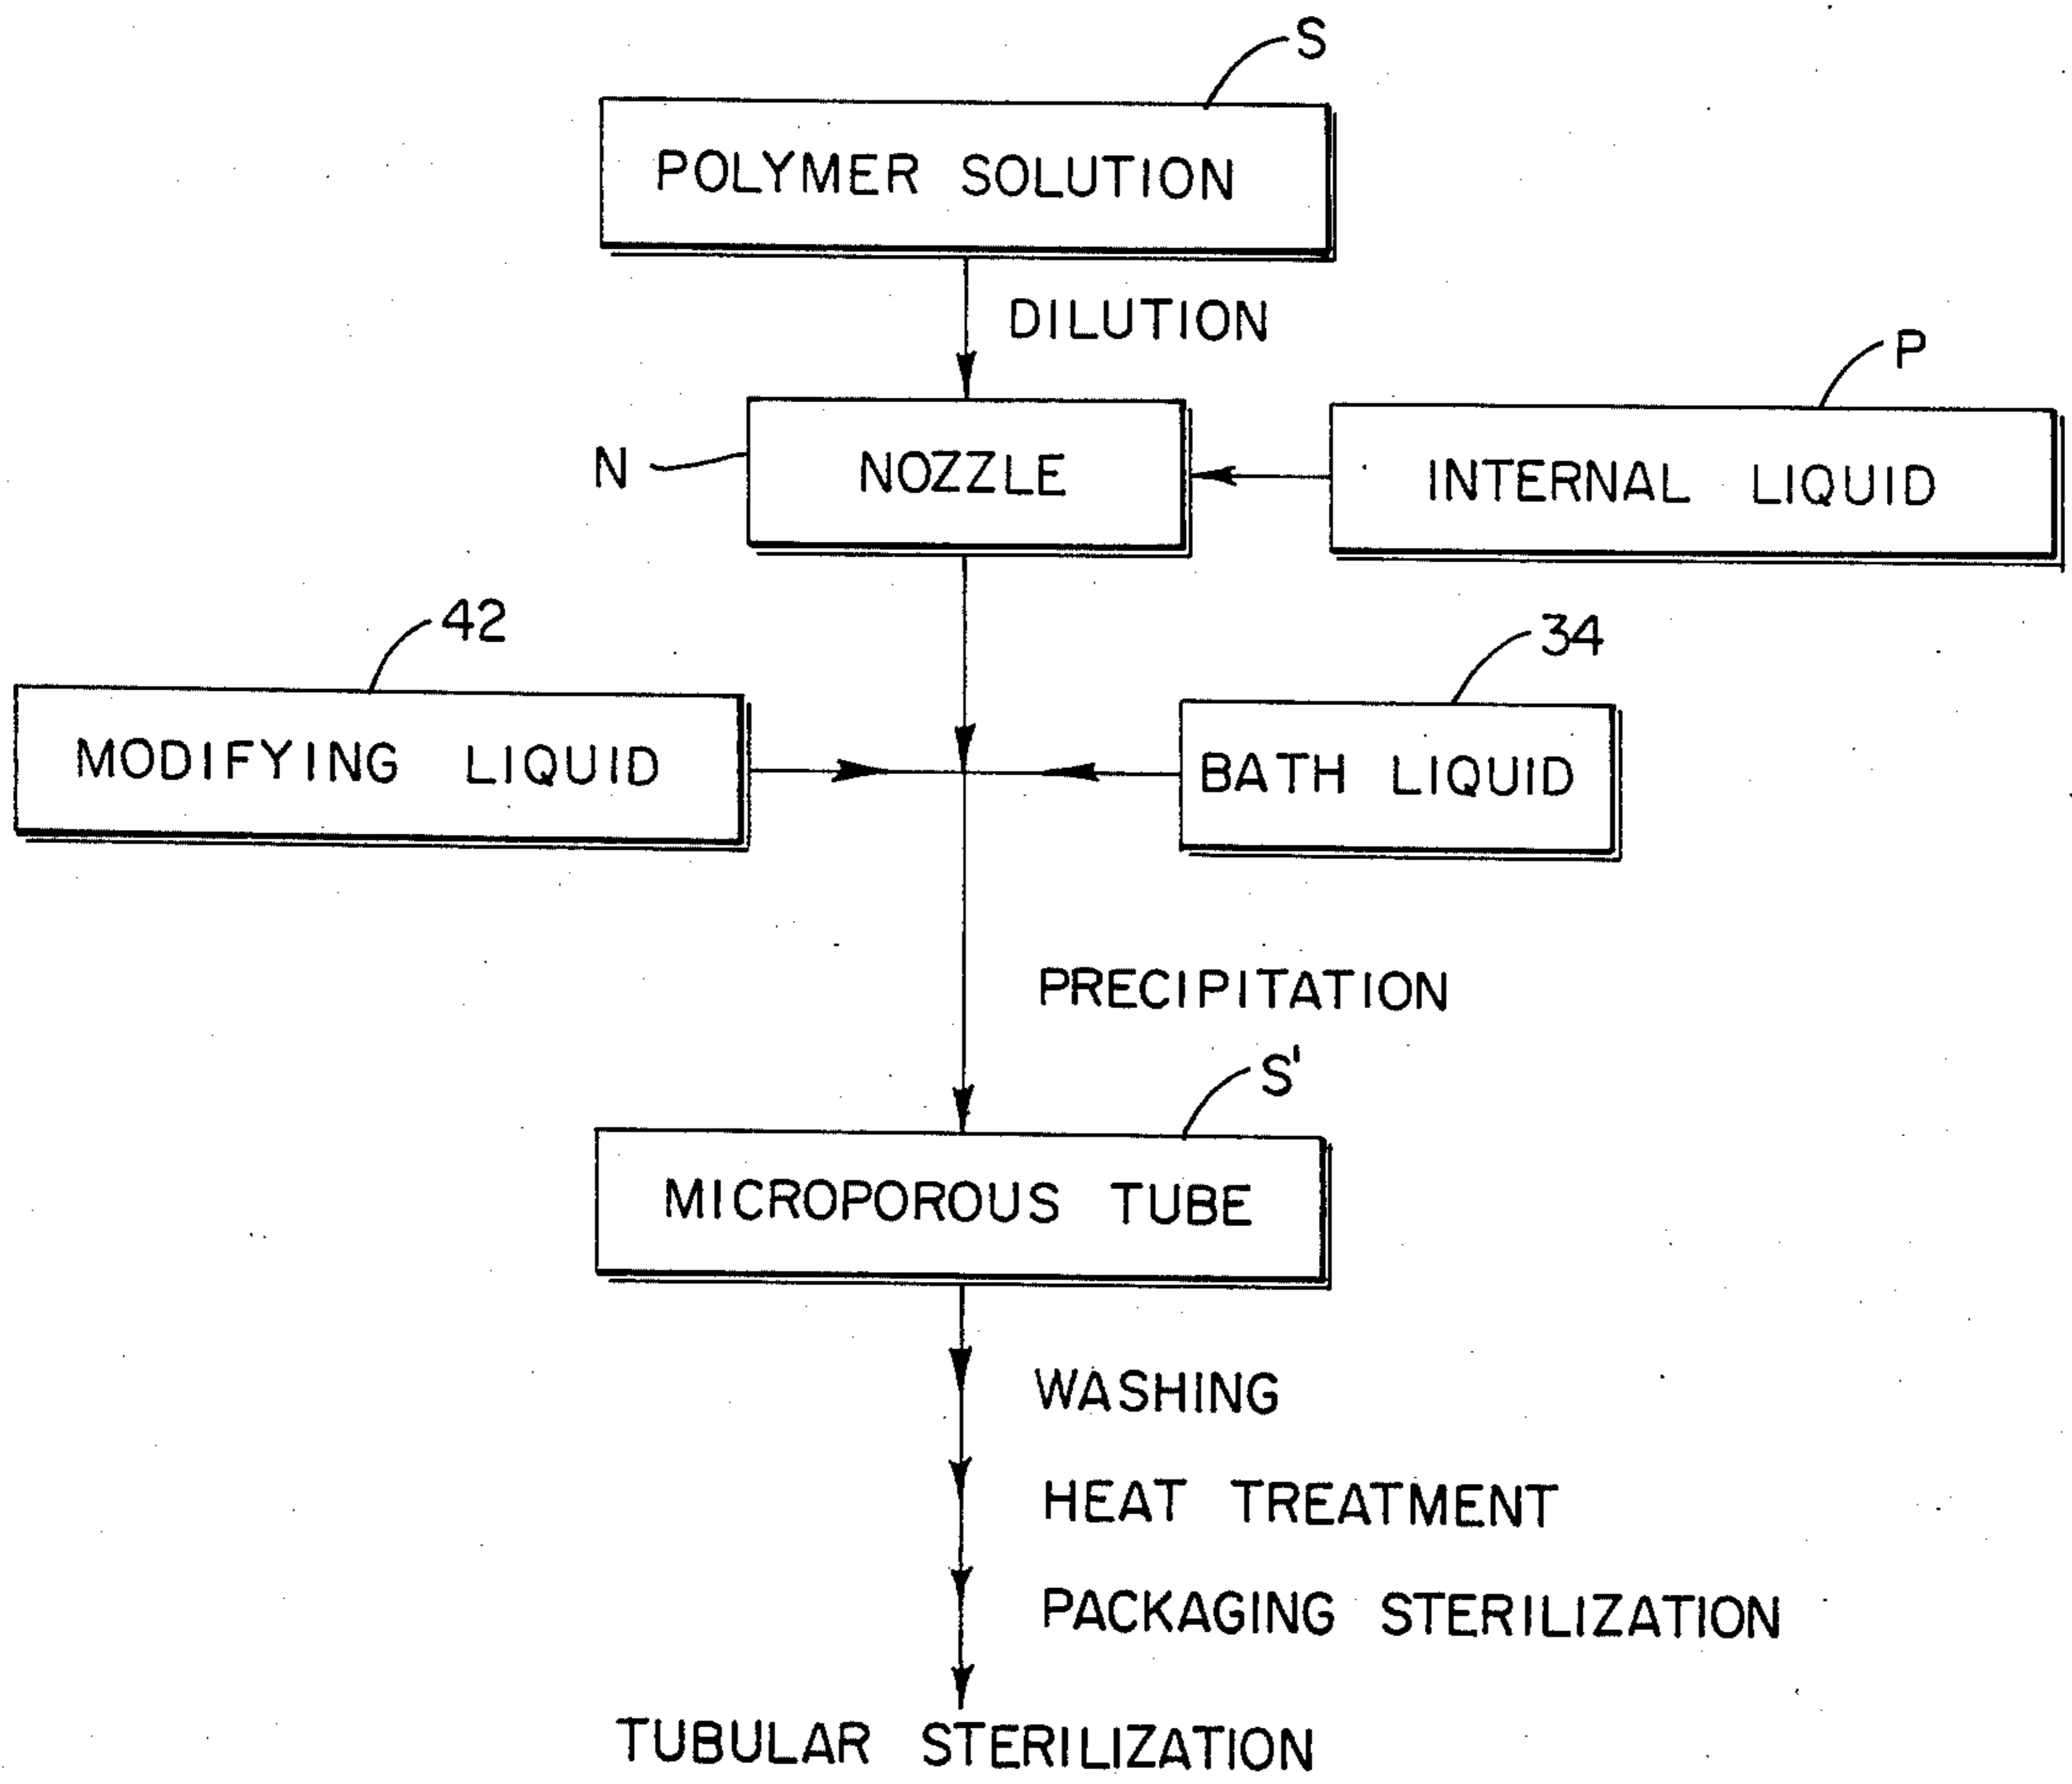 S
POLYMER SOLUTION
DILUTION
P
N
NOZZLE
INTERNAL LIQUID
42
34
MODIFYING LIQUID
BATH LIQUID
PRECIPITATION
S'
MICROPOROUS TUBE
WASHING
HEAT TREATMENT
PACKAGING STERILIZATION
TUBULAR STERILIZATION